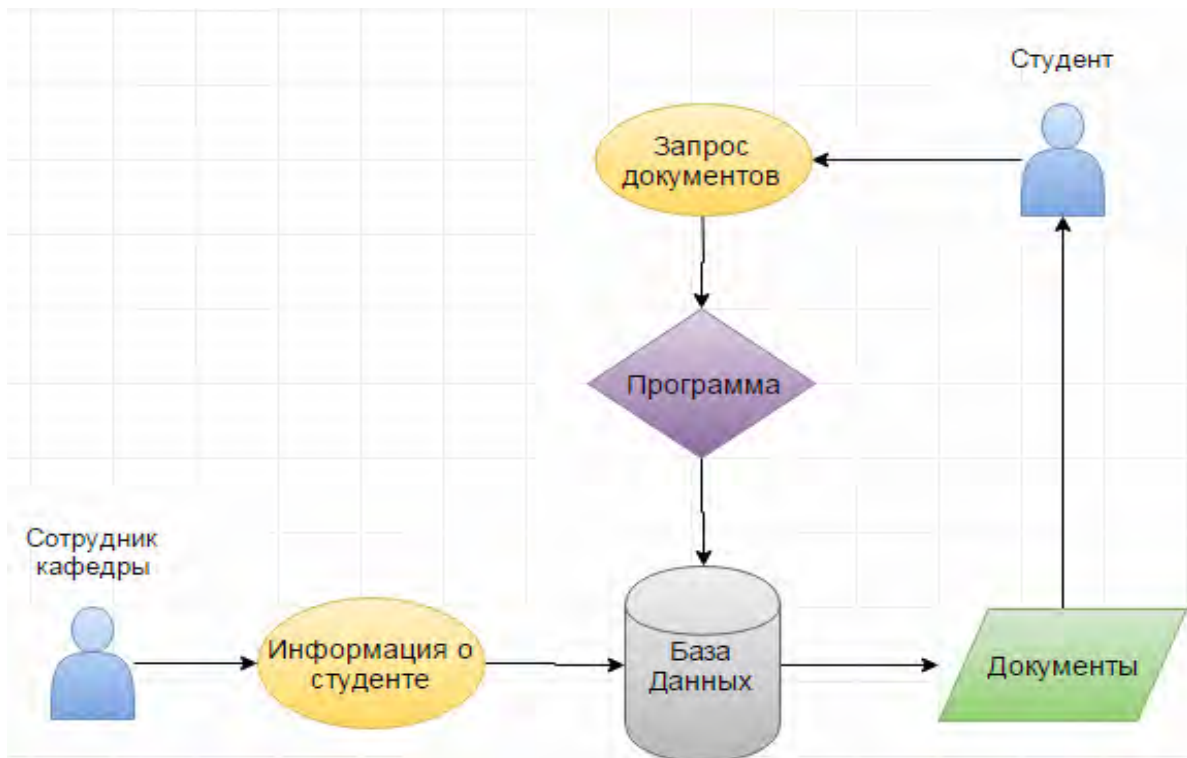 Студент
Запрос
документов
Программа
Сотрудник
кафедры
Информация о
студенте
База
Данных
Документы